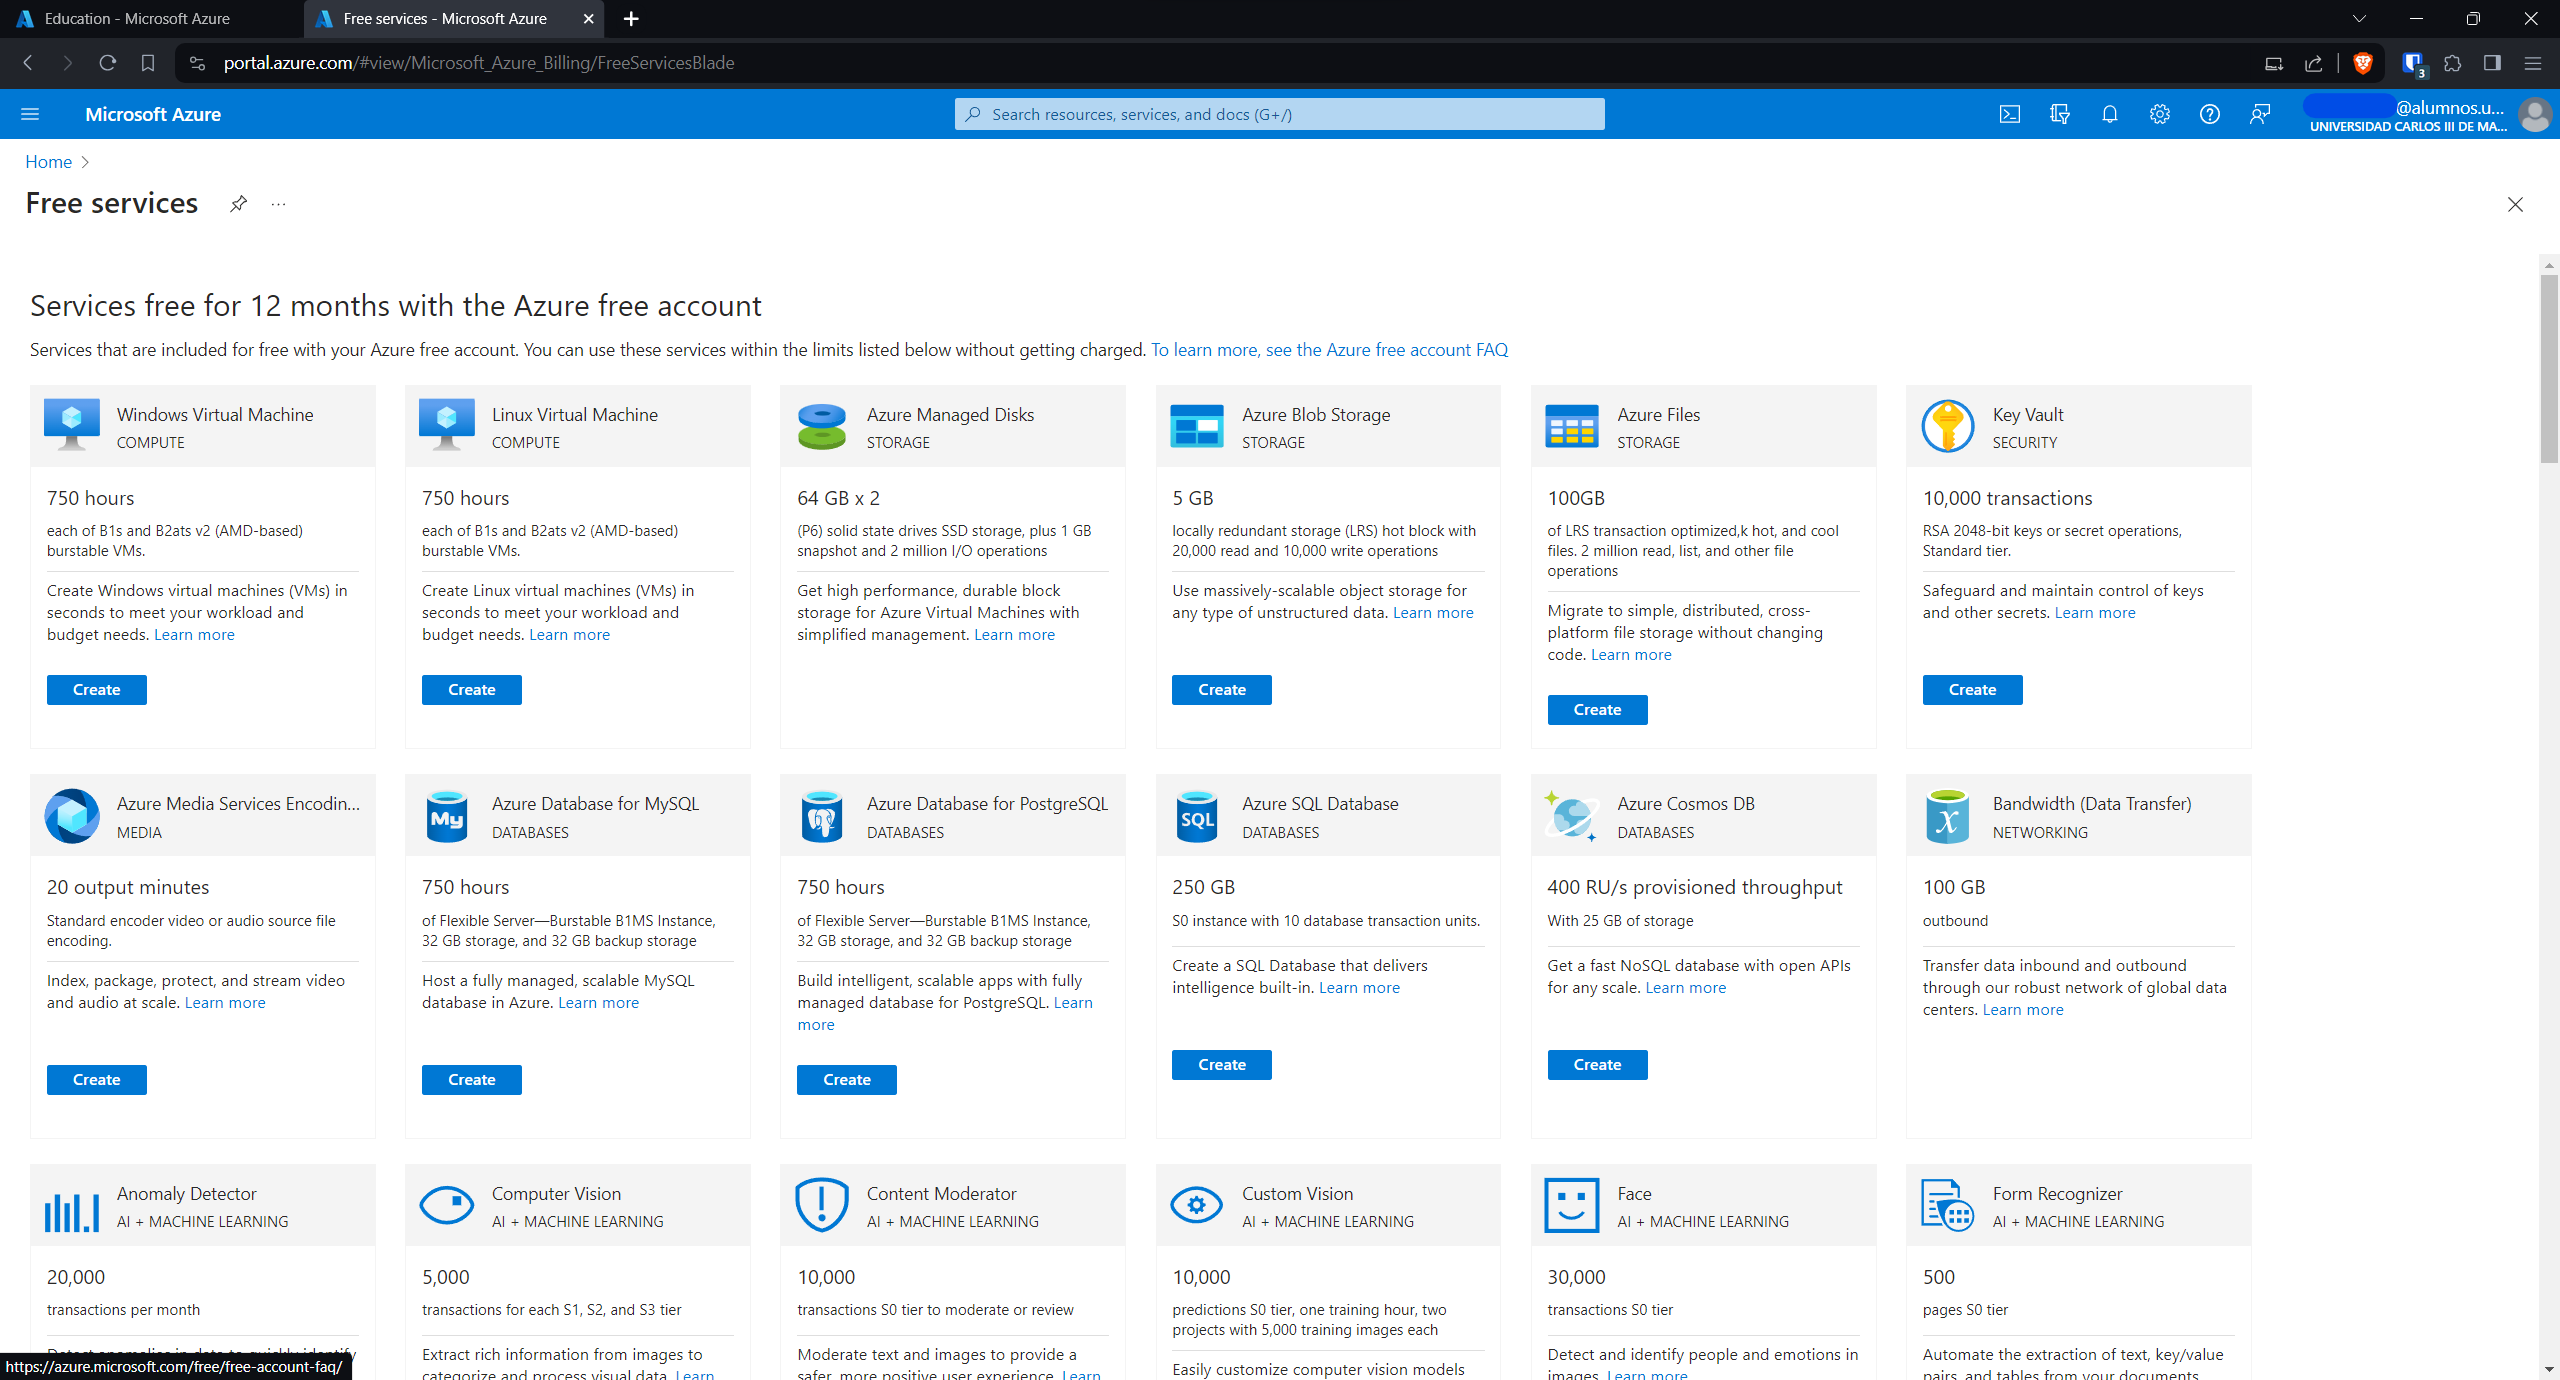 Education - Microsoft Azure
Free services - Microsoft Azure
portal.azure.com/#view/Microsoft_Azure_Billing/FreeServicesBlade
3
Microsoft Azure
Search resources, services, and docs (G+/)
@alumnos.u...
UNIVERSIDAD CARLOS III DE MA...
Home
Free services
Services free for 12 months with the Azure free account
Services that are included for free with your Azure free account. You can use these services within the limits listed below without getting charged. To learn more, see the Azure free account FAQ
Windows Virtual Machine
COMPUTE
750 hours
each of B1s and B2ats v2 (AMD-based)
burstable VMs.
Create Windows virtual machines (VMs) in
seconds to meet your workload and
budget needs. Learn more
Create
Linux Virtual Machine
COMPUTE
750 hours
each of B1s and B2ats v2 (AMD-based)
burstable VMs.
Create Linux virtual machines (VMs) in
seconds to meet your workload and
budget needs. Learn more
Create
Azure Managed Disks
STORAGE
64 GB x 2
(P6) solid state drives SSD storage, plus 1 GB
snapshot and 2 million I/O operations
Get high performance, durable block
storage for Azure Virtual Machines with
simplified management. Learn more
Azure Blob Storage
STORAGE
5 GB
locally redundant storage (LRS) hot block with
20,000 read and 10,000 write operations
Use massively-scalable object storage for
any type of unstructured data. Learn more
Create
Azure Files
STORAGE
100GB
of LRS transaction optimized,k hot, and cool
files. 2 million read, list, and other file
operations
Migrate to simple, distributed, cross-
platform file storage without changing
code. Learn more
Create
Key Vault
SECURITY
10,000 transactions
RSA 2048-bit keys or secret operations,
Standard tier.
Safeguard and maintain control of keys
and other secrets. Learn more
Create
Azure Media Services Encodin...
MEDIA
20 output minutes
Standard encoder video or audio source file
encoding.
Index, package, protect, and stream video
and audio at scale. Learn more
Create
My
Azure Database for MySQL
DATABASES
750 hours
of Flexible Server—Burstable B1MS Instance,
32 GB storage, and 32 GB backup storage
Host a fully managed, scalable MySQL
database in Azure. Learn more
Create
Azure Database for PostgreSQL
DATABASES
750 hours
of Flexible Server—Burstable B1MS Instance,
32 GB storage, and 32 GB backup storage
Build intelligent, scalable apps with fully
managed database for PostgreSQL. Learn
more
Create
SQL
Azure SQL Database
DATABASES
250 GB
S0 instance with 10 database transaction units.
Create a SQL Database that delivers
intelligence built-in. Learn more
Create
Azure Cosmos DB
DATABASES
400 RU/s provisioned throughput
With 25 GB of storage
Get a fast NoSQL database with open APIs
for any scale. Learn more
Create
x
Bandwidth (Data Transfer)
NETWORKING
100 GB
outbound
Transfer data inbound and outbound
through our robust network of global data
centers. Learn more
Anomaly Detector
AI + MACHINE LEARNING
20,000
transactions per month
Detect anomalies in data to quickly identify
Computer Vision
AI + MACHINE LEARNING
5,000
transactions for each S1, S2, and S3 tier
Extract rich information from images to
categorize and process visual data. Learn
Content Moderator
AI + MACHINE LEARNING
10,000
transactions S0 tier to moderate or review
Moderate text and images to provide a
safer, more positive user experience. Learn
Custom Vision
AI + MACHINE LEARNING
10,000
predictions S0 tier, one training hour, two
projects with 5,000 training images each
Easily customize computer vision models
Face
AI + MACHINE LEARNING
30,000
transactions S0 tier
Detect and identify people and emotions in
images. Learn more
Form Recognizer
AI + MACHINE LEARNING
500
pages S0 tier
Automate the extraction of text, key/value
pairs, and tables from your documents.
https://azure.microsoft.com/free/free-account-faq/